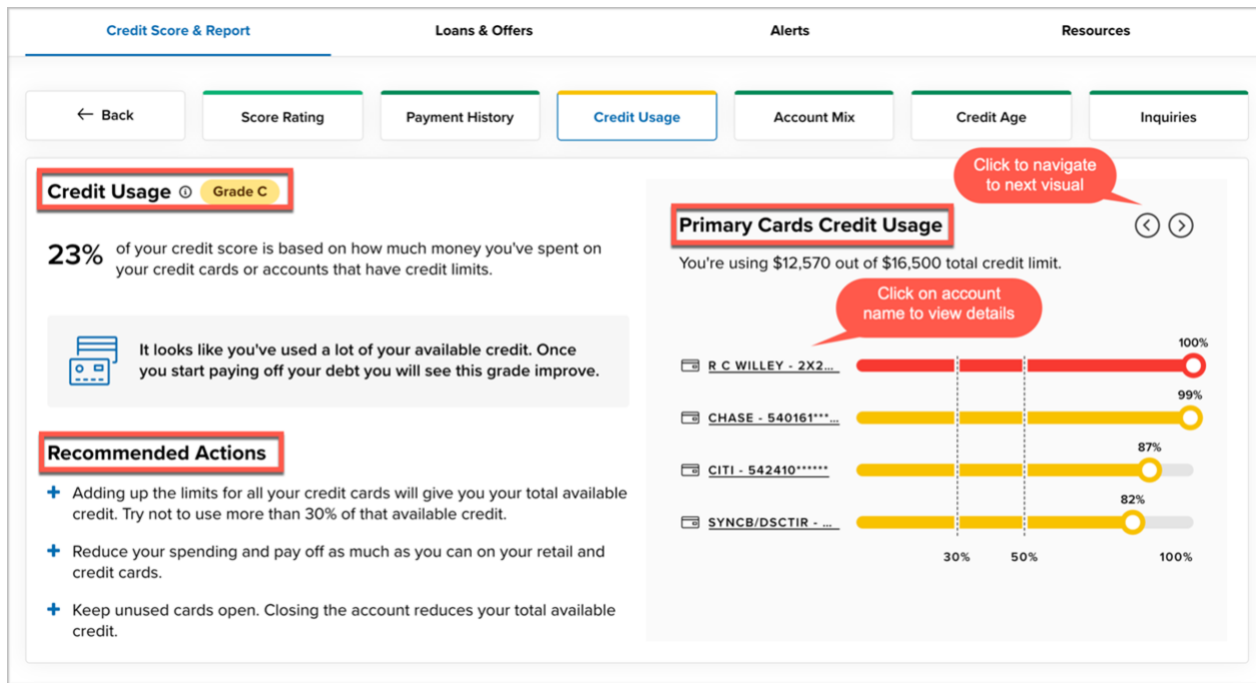 Credit Score & Report
Loans & Offers
Alerts
Resources
← Back
Score Rating
Payment History
Credit Usage
Account Mix
Credit Age
Inquiries
Credit Usage ⓘ Grade C
23% of your credit score is based on how much money you've spent on
your credit cards or accounts that have credit limits.
It looks like you've used a lot of your available credit. Once
you start paying off your debt you will see this grade improve.
Recommended Actions
+ Adding up the limits for all your credit cards will give you your total available
credit. Try not to use more than 30% of that available credit.
+ Reduce your spending and pay off as much as you can on your retail and
credit cards.
+ Keep unused cards open. Closing the account reduces your total available
credit.
Click to navigate
to next visual
Primary Cards Credit Usage
You're using $12,570 out of $16,500 total credit limit.
Click on account
name to view details
R C WILLEY - 2X2... 100%
CHASE - 540161***... 99%
CITI - 542410****** 87%
SYNCB/DSCTIR - ... 82%
30% 50% 100%